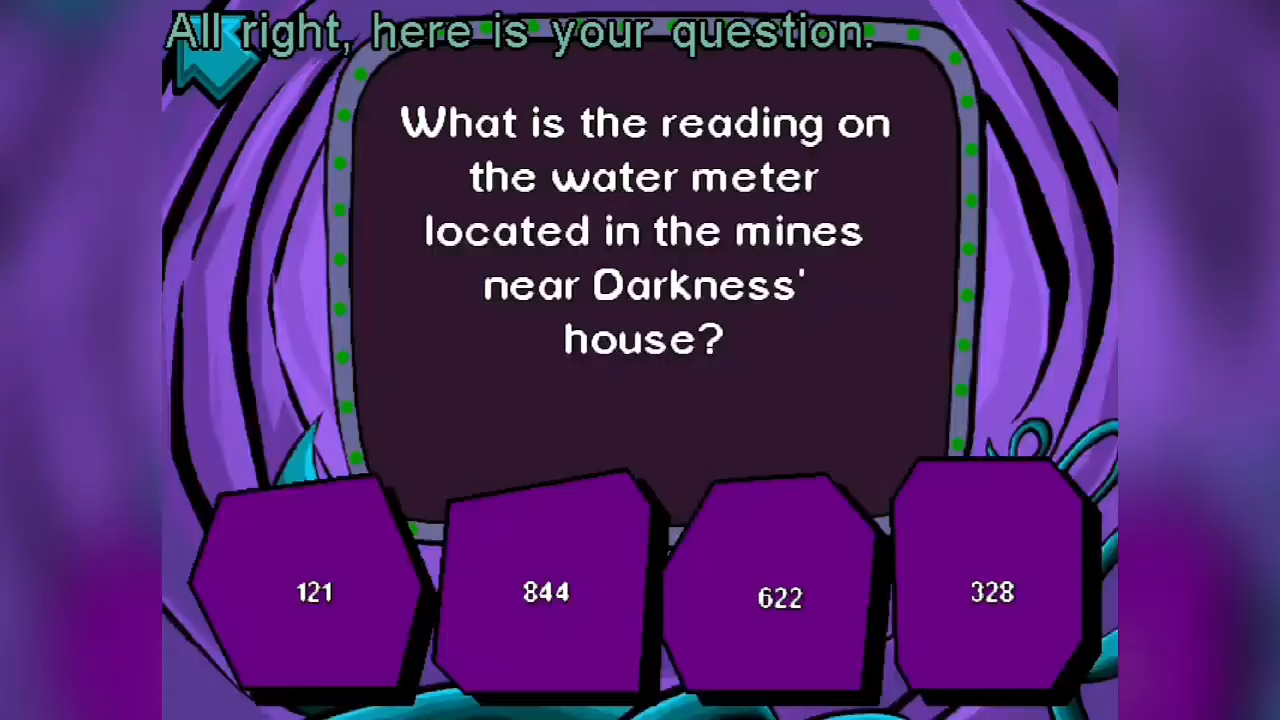 All right, here is your question.
What is the reading on
the water meter
located in the mines
near Darkness'
house?
121
844
622
328